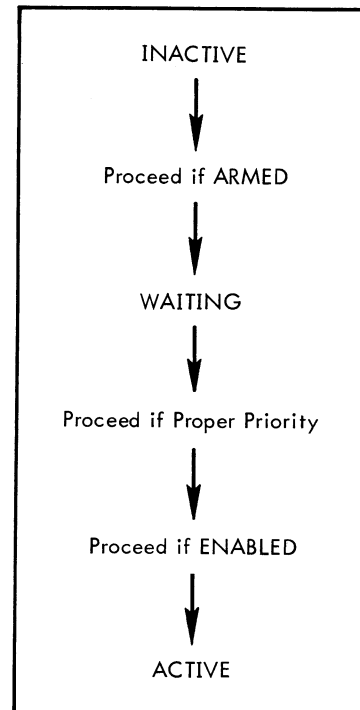 INACTIVE
Proceed if ARMED
WAITING
Proceed if Proper Priority
Proceed if ENABLED
ACTIVE